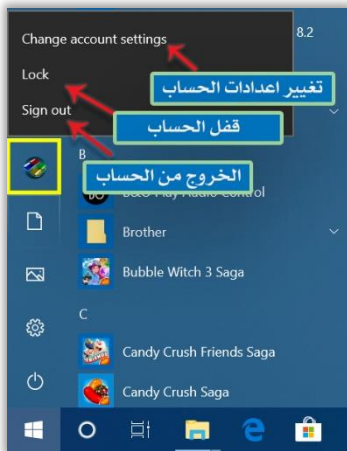 Change account settings
8.2
تغيير اعدادات الحساب
Lock
قفل الحساب
Sign out
الخروج من الحساب
B
Control
Brother
Bubble Witch 3 Saga
C
Candy Crush Friends Saga
Candy Crush Saga